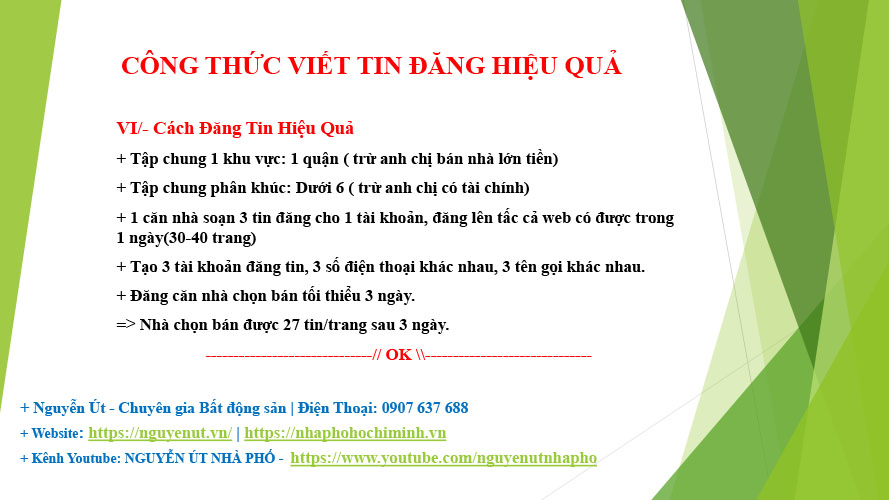 CÔNG THỨC VIẾT TIN ĐĂNG HIỆU QUẢ
VI/- Cách Đăng Tin Hiệu Quả
+ Tập chung 1 khu vực: 1 quận ( trừ anh chị bán nhà lớn tiền)
+ Tập chung phân khúc: Dưới 6 ( trừ anh chị có tài chính)
+ 1 căn nhà soạn 3 tin đăng cho 1 tài khoản, đăng lên tấc cả web có được trong
1 ngày(30-40 trang)
+ Tạo 3 tài khoản đăng tin, 3 số điện thoại khác nhau, 3 tên gọi khác nhau.
+ Đăng căn nhà chọn bán tối thiểu 3 ngày.
=> Nhà chọn bán được 27 tin/trang sau 3 ngày.
------------------------------// OK \\------------------------------
+ Nguyễn Út - Chuyên gia Bất động sản | Điện Thoại: 0907 637 688
+ Website: https://nguyenut.vn/ | https://nhaphohochiminh.vn
+ Kênh Youtube: NGUYỄN ÚT NHÀ PHỐ - https://www.youtube.com/nguyenutnhapho